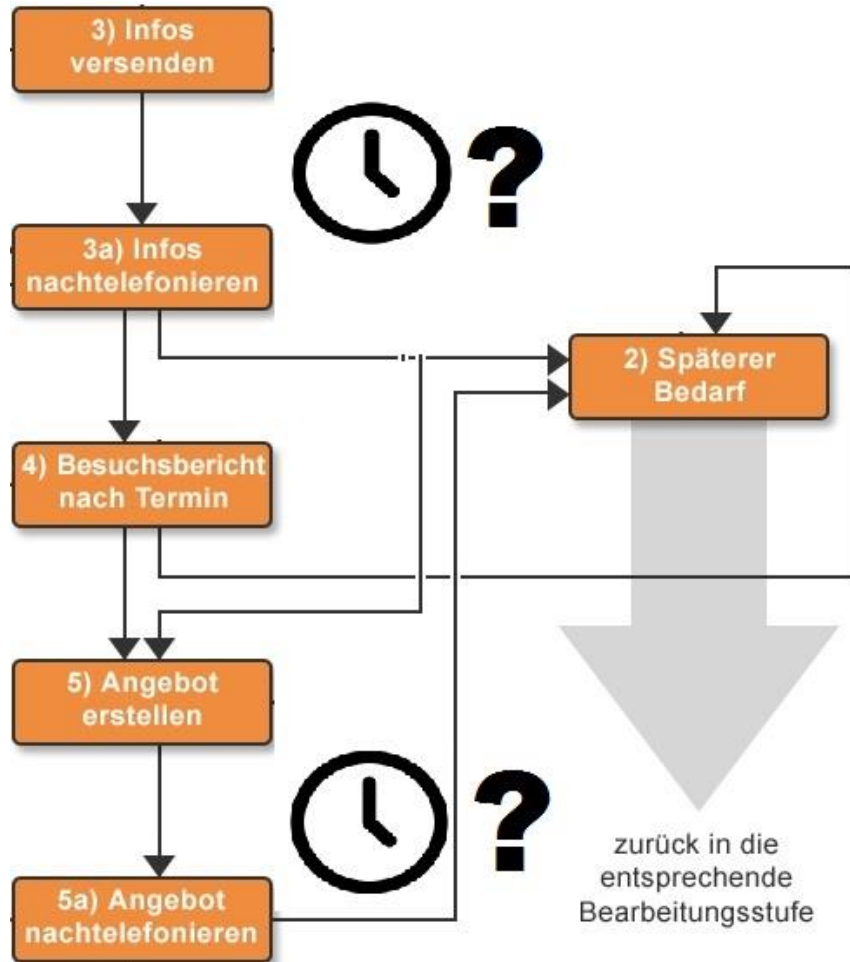 3) Infos
versenden
?
3a) Infos
nachtelefonieren
2) Späterer
Bedarf
4) Besuchsbericht
nach Termin
5) Angebot
erstellen
?
zurück in die
entsprechende
Bearbeitungsstufe
5a) Angebot
nachtelefonieren